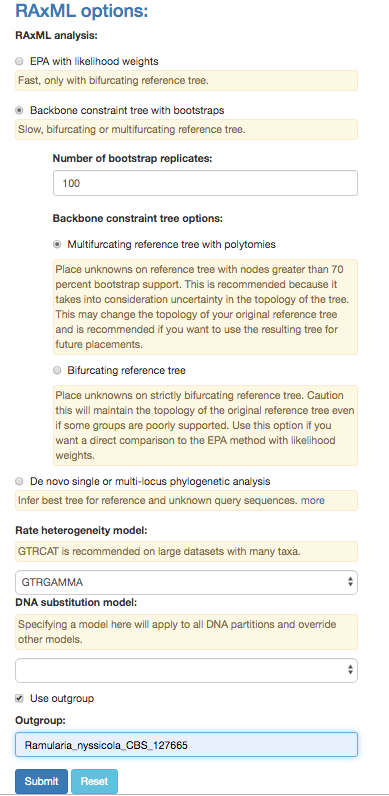 RAxML options:
RAxML analysis:
EPA with likelihood weights
Fast, only with bifurcating reference tree.
Backbone constraint tree with bootstraps
Slow, bifurcating or multifurcating reference tree.
Number of bootstrap replicates:
100
Backbone constraint tree options:
Multifurcating reference tree with polytomies
Place unknowns on reference tree with nodes greater than 70
percent bootstrap support. This is recommended because it
takes into consideration uncertainty in the topology of the tree.
This may change the topology of your original reference tree
and is recommended if you want to use the resulting tree for
future placements.
Bifurcating reference tree
Place unknowns on strictly bifurcating reference tree. Caution
this will maintain the topology of the original reference tree even
if some groups are poorly supported. Use this option if you
want a direct comparison to the EPA method with likelihood
weights.
De novo single or multi-locus phylogenetic analysis
Infer best tree for reference and unknown query sequences. more
Rate heterogeneity model:
GTRCAT is recommended on large datasets with many taxa.
GTRGAMMA
DNA substitution model:
Specifying a model here will apply to all DNA partitions and override
other models.
Use outgroup
Outgroup:
Ramularia_nyssicola_CBS_127665
Submit Reset